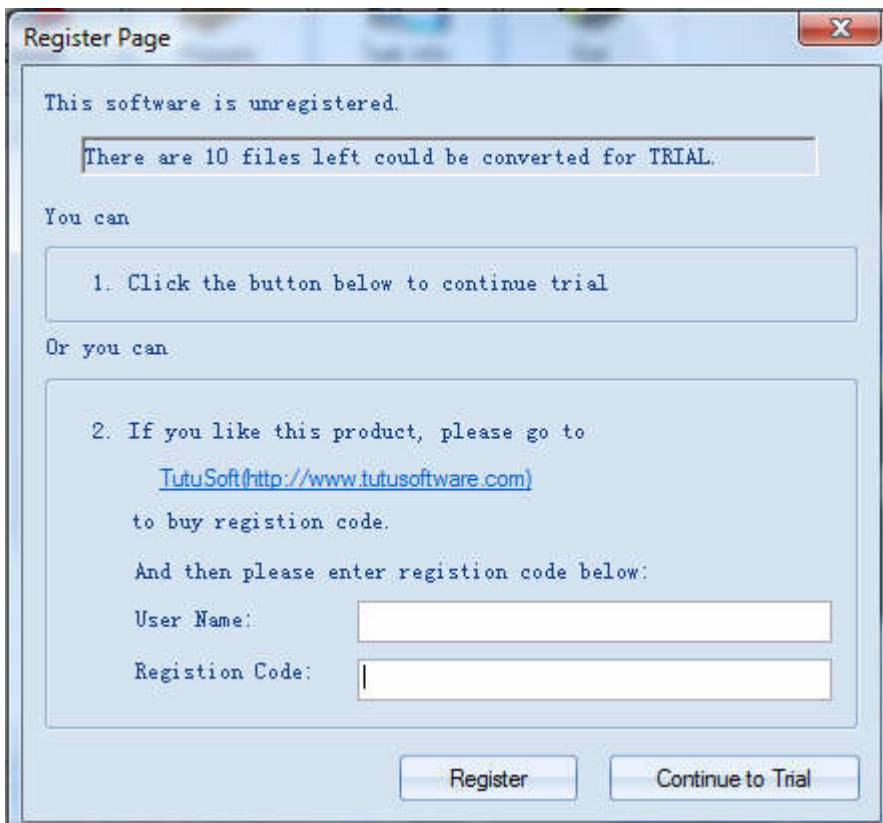 Register Page
This software is unregistered.
There are 10 files left could be converted for TRIAL.
You can
1. Click the button below to continue trial
Or you can
2. If you like this product, please go to
TutuSoft(http://www.tutusoftware.com)
to buy registion code.
And then please enter registion code below:
User Name:
Registion Code:
Register
Continue to Trial